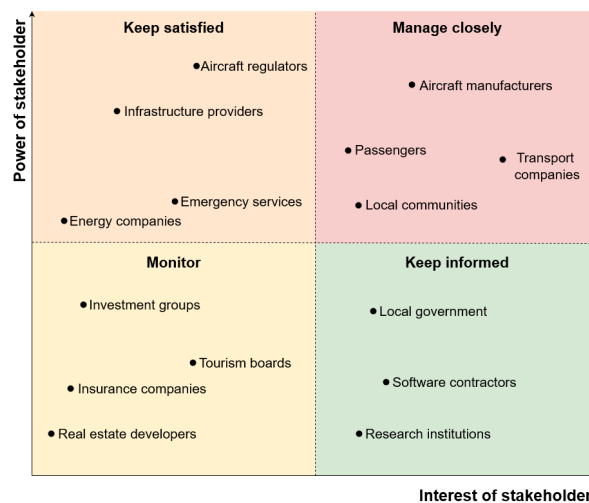 Power of stakeholder
Keep satisfied
Aircraft regulators
Infrastructure providers
Emergency services
Energy companies
Manage closely
Aircraft manufacturers
Passengers
Transport
companies
Local communities
Monitor
Investment groups
Tourism boards
Insurance companies
Real estate developers
Keep informed
Local government
Software contractors
Research institutions
Interest of stakeholder